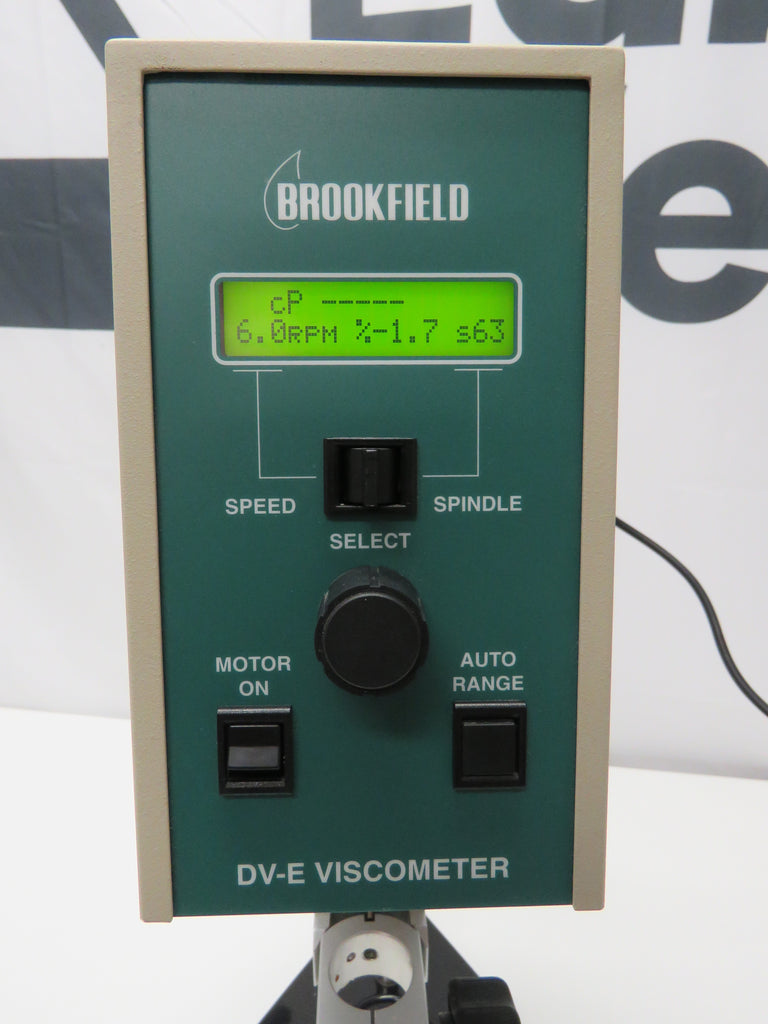 BROOKFIELD
cP -----
6.0RPM %-1.7 s63
SPEED
SPINDLE
SELECT
MOTOR
ON
AUTO
RANGE
DV-E VISCOMETER